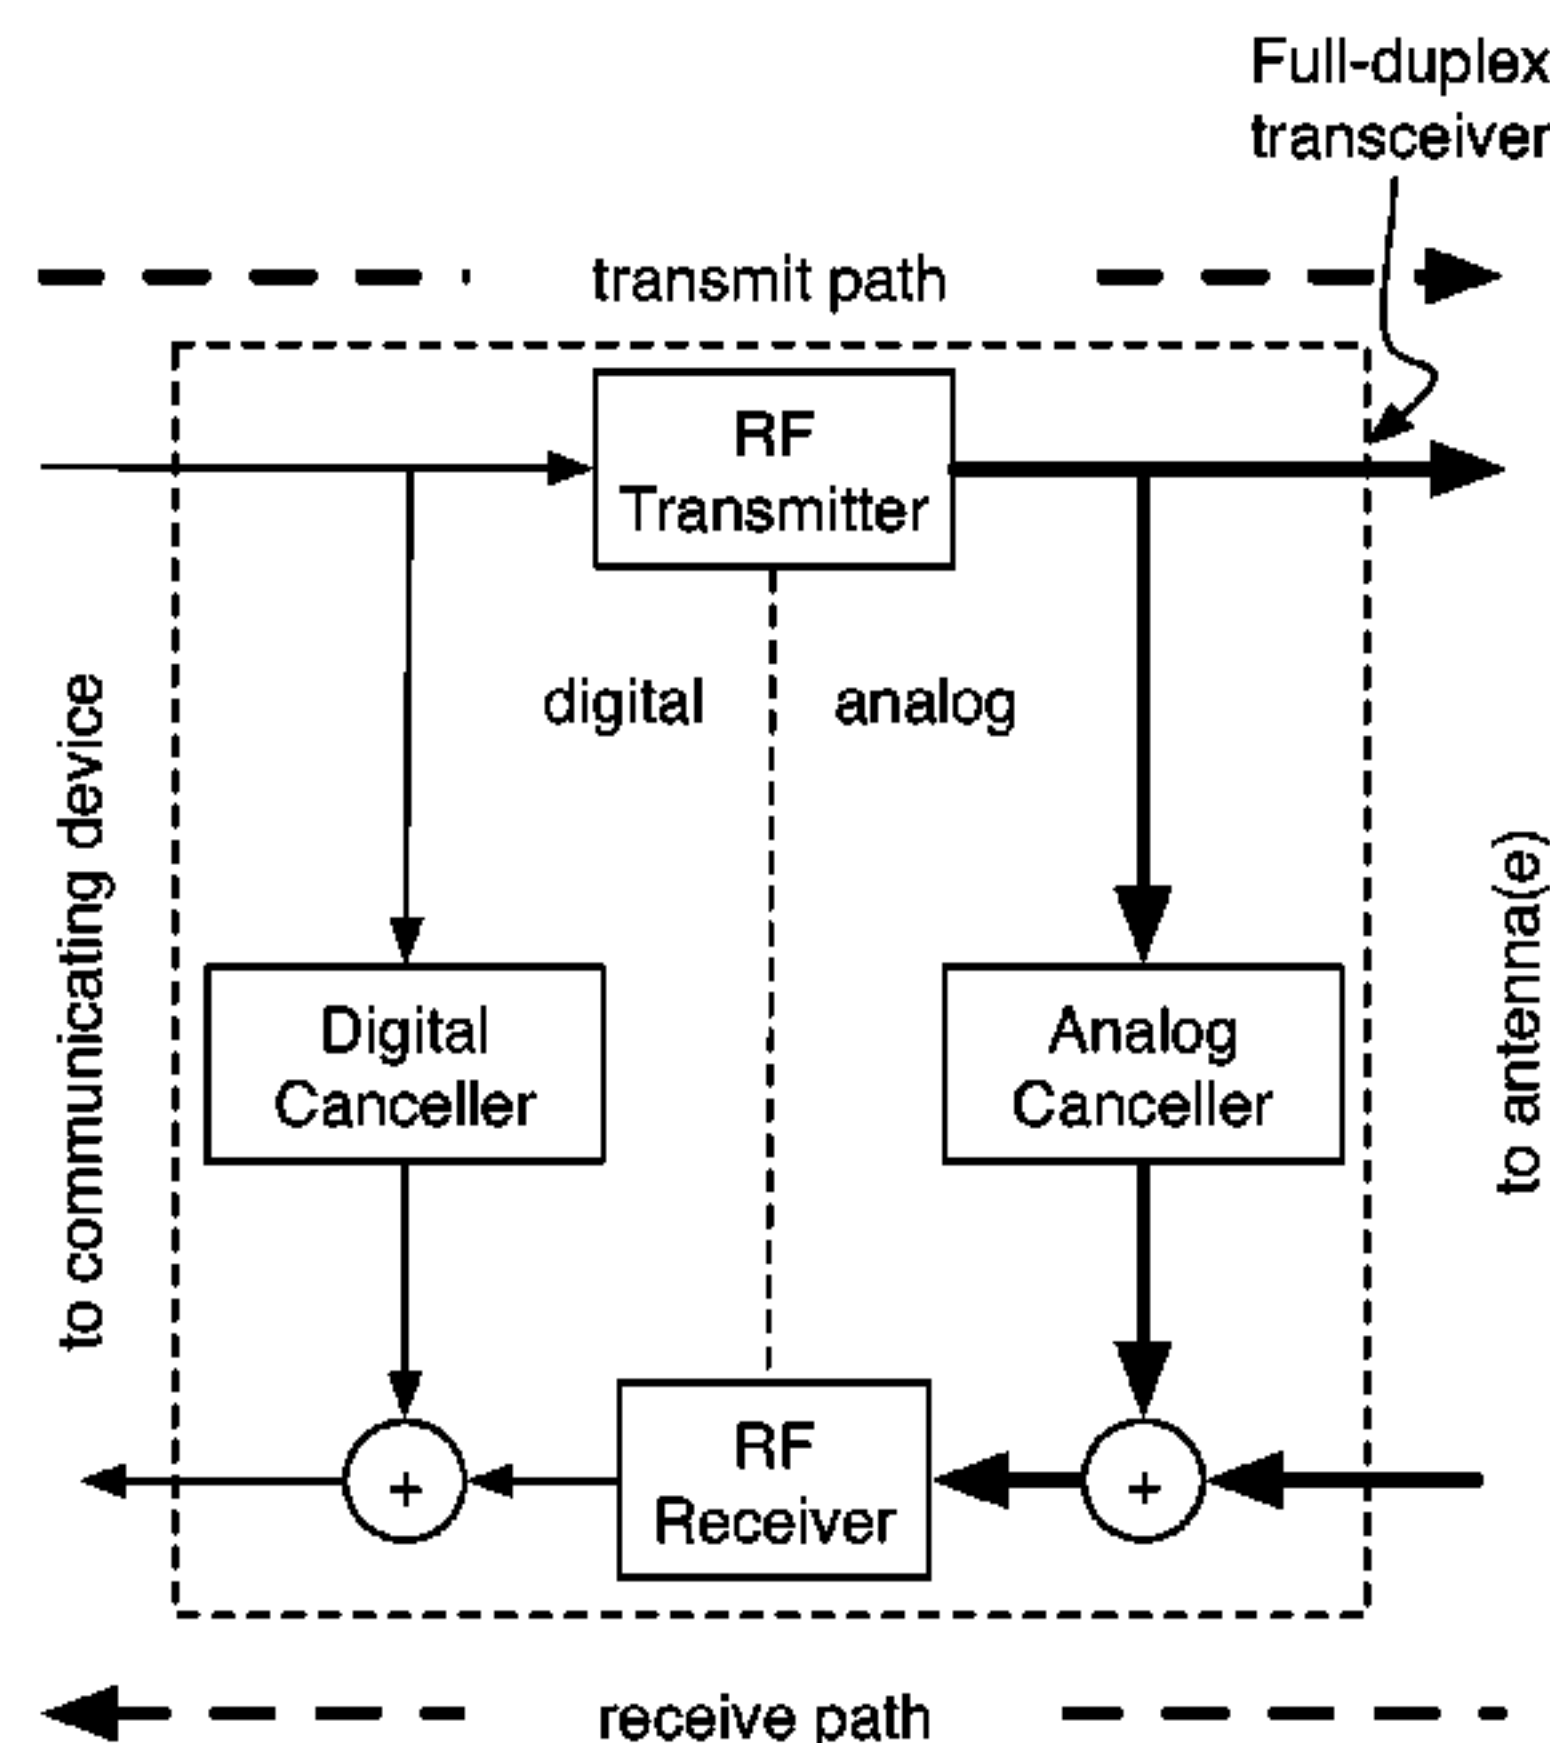 Full-duplex
transceiver
transmit path
RF
Transmitter
digital
analog
to communicating device
to antenna(e)
Digital
Canceller
Analog
Canceller
RF
Receiver
+
+
receive path